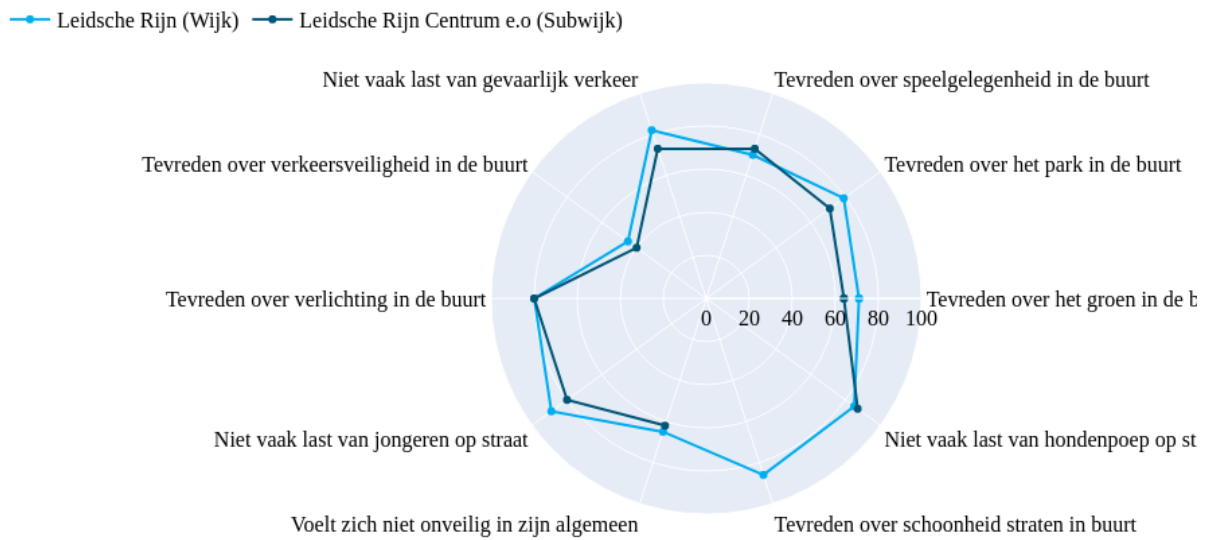 Leidsche Rijn (Wijk) Leidsche Rijn Centrum e.o (Subwijk)
Niet vaak last van gevaarlijk verkeer Tevreden over speelgelegenheid in de buurt
Tevreden over verkeersveiligheid in de buurt Tevreden over het park in de buurt
Tevreden over verlichting in de buurt Tevreden over het groen in de b
0 20 40 60 80 100
Niet vaak last van jongeren op straat Niet vaak last van hondenpoep op st
Voelt zich niet onveilig in zijn algemeen Tevreden over schoonheid straten in buurt